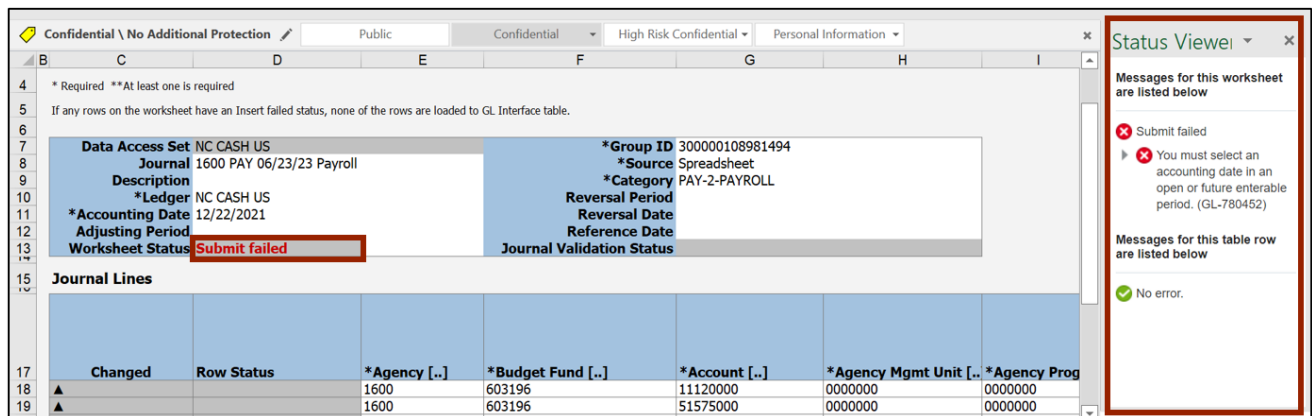 Confidential \ No Additional Protection Public Confidential High Risk Confidential Personal Information
Status Viewer
B C D E F G H I
4 * Required **At least one is required
5 If any rows on the worksheet have an Insert failed status, none of the rows are loaded to GL Interface table.
6
7 Data Access Set NC CASH US *Group ID 300000108981494
8 Journal 1600 PAY 06/23/23 Payroll *Source Spreadsheet
9 Description *Category PAY-2-PAYROLL
10 *Ledger NC CASH US Reversal Period
11 *Accounting Date 12/22/2021 Reversal Date
12 Adjusting Period Reference Date
13 Worksheet Status Submit failed Journal Validation Status
15 Journal Lines
17 Changed Row Status *Agency [..] *Budget Fund [..] *Account [..] *Agency Mgmt Unit [.. *Agency Prog
18 ▲ 1600 603196 11120000 0000000 0000000
19 ▲ 1600 603196 51575000 0000000 0000000
Messages for this worksheet
are listed below
Submit failed
You must select an
accounting date in an
open or future enterable
period. (GL-780452)
Messages for this table row
are listed below
No error.